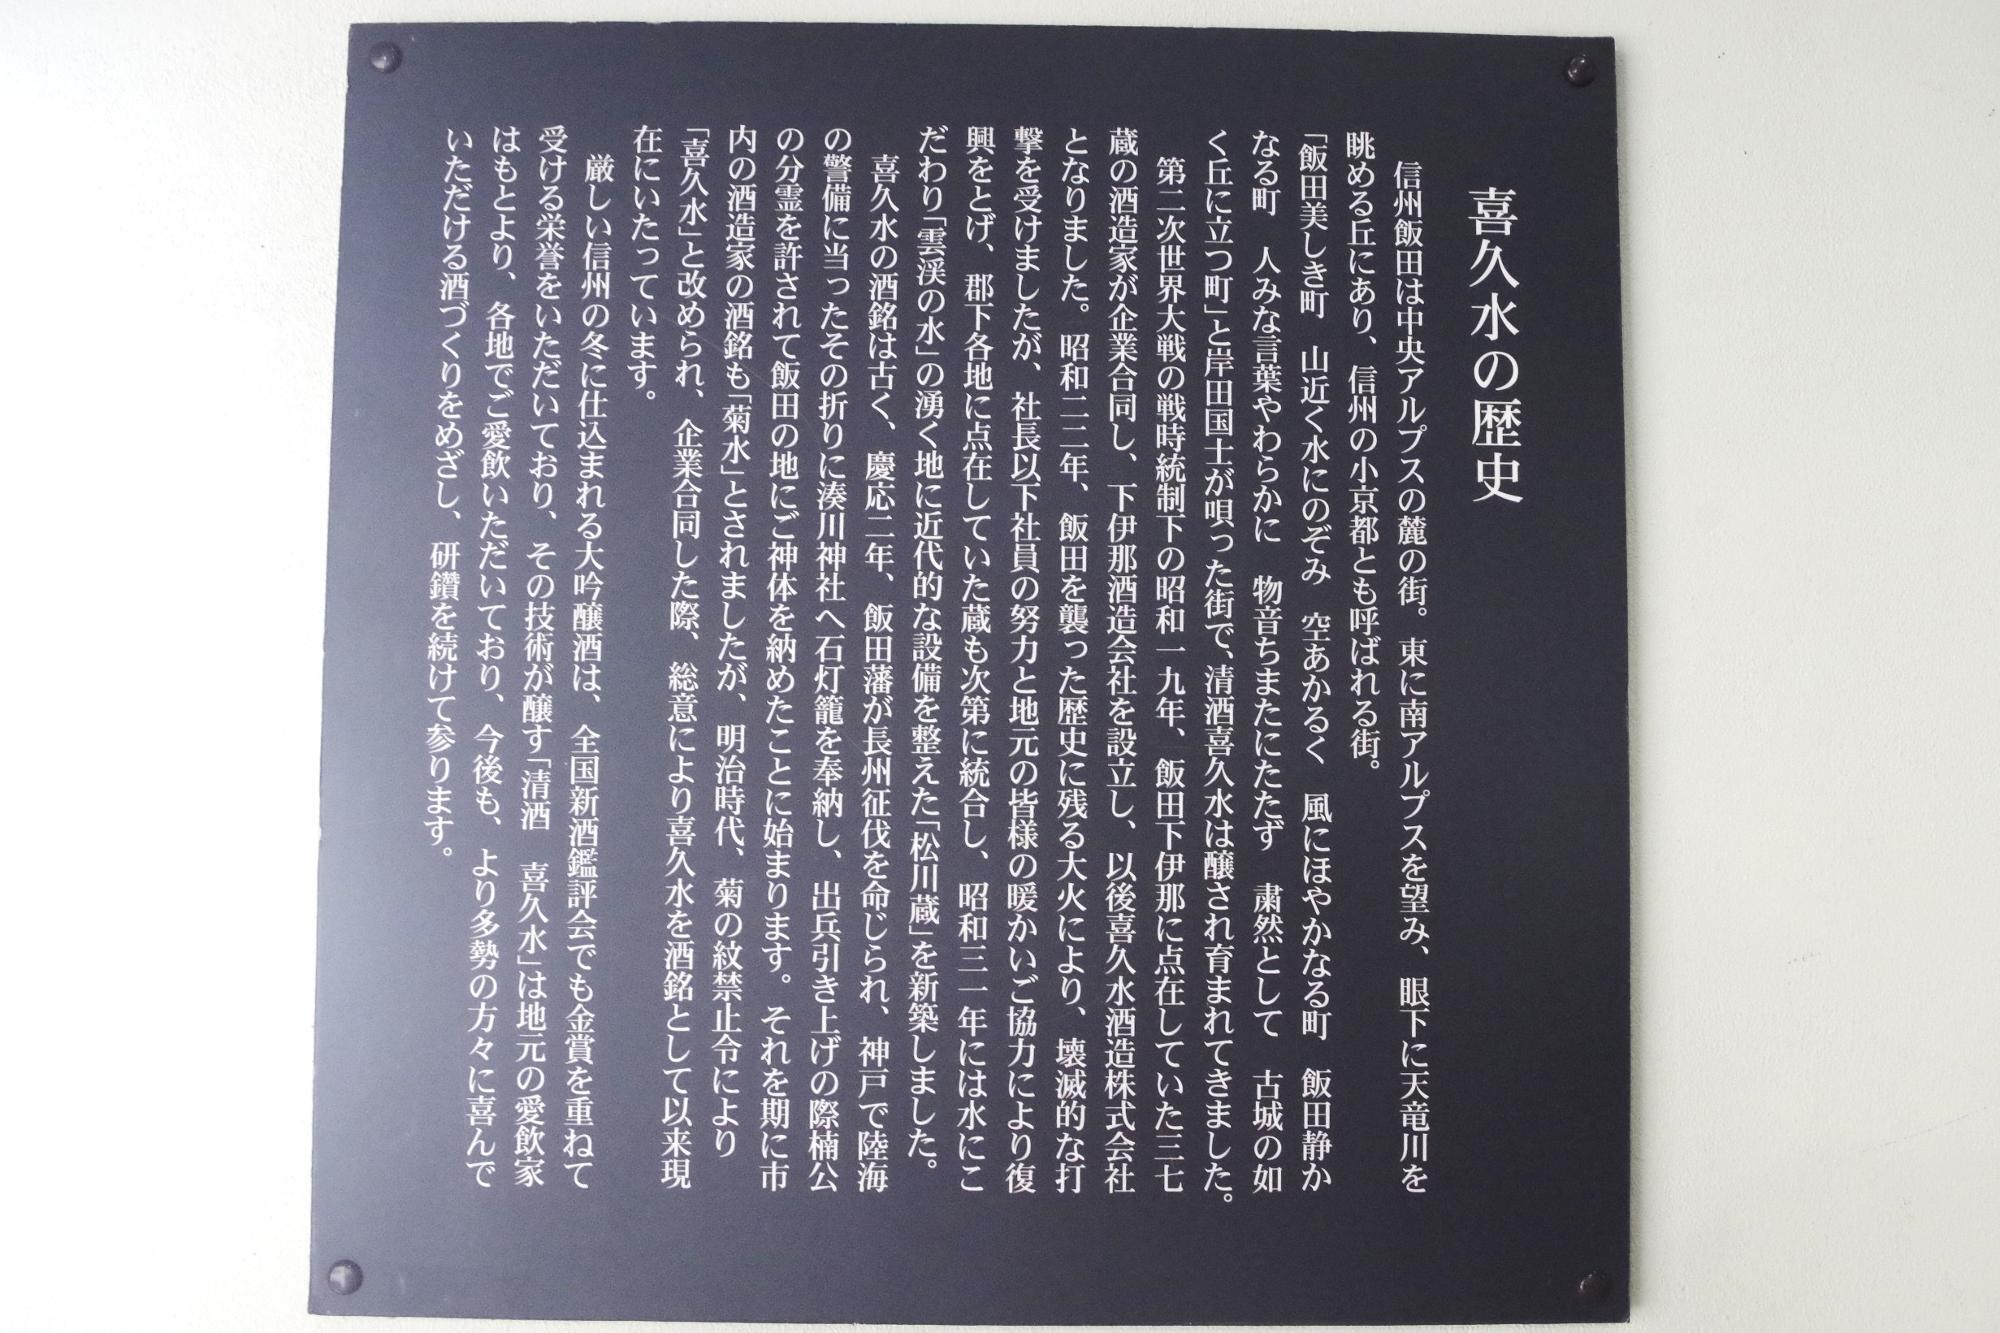 喜久水の歴史
信州飯田は中央アルプスの麓の街。東に南アルプスを望み、眼下に天竜川を
眺める丘にあり、信州の小京都とも呼ばれる街。
「飯田美しき町　山近く水にのぞみ　空あかるく　風にほやかなる町　飯田静か
なる町　人みな言葉やわらかに　物音ちまたにたたず　粛然として　古城の如
く丘に立つ町」と岸田国士が唄った街で、清酒喜久水は醸され育まれてきました。
第二次世界大戦の戦時統制下の昭和一九年、飯田下伊那に点在していた三七
蔵の酒造家が企業合同し、下伊那酒造会社を設立し、以後喜久水酒造株式会社
となりました。昭和二二年、飯田を襲った歴史に残る大火により、壊滅的な打
撃を受けましたが、社長以下社員の努力と地元の皆様の暖かいご協力により復
興をとげ、郡下各地に点在していた蔵も次第に統合し、昭和三一年には水にこ
だわり「雲渓の水」の湧く地に近代的な設備を整えた「松川蔵」を新築しました。
喜久水の酒銘は古く、慶応二年、飯田藩が長州征伐を命じられ、神戸で陸海
の警備に当ったその折りに湊川神社へ石灯籠を奉納し、出兵引き上げの際楠公
の分霊を許されて飯田の地にご神体を納めたことに始まります。それを期に市
内の酒造家の酒銘も「菊水」とされましたが、明治時代、菊の紋禁止令により
「喜久水」と改められ、企業合同した際、総意により喜久水を酒銘として以来現
在にいたっています。
厳しい信州の冬に仕込まれる大吟醸酒は、全国新酒鑑評会でも金賞を重ねて
受ける栄誉をいただいており、その技術が醸す「清酒　喜久水」は地元の愛飲家
はもとより、各地でご愛飲いただいており、今後も、より多勢の方々に喜んで
いただける酒づくりをめざし、研鑽を続けて参ります。